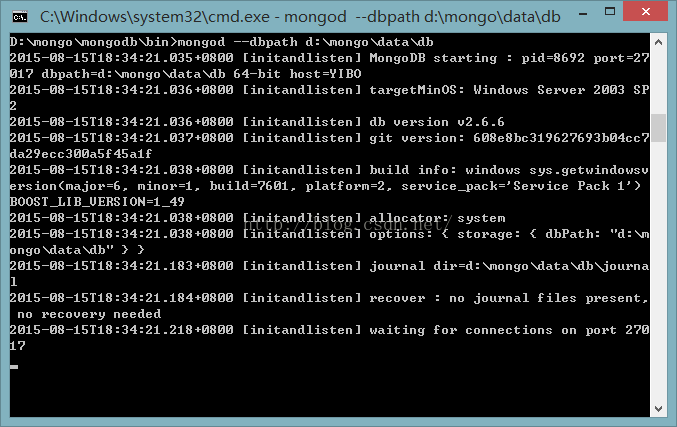 C:\Windows\system32\cmd.exe - mongod  --dbpath d:\mongo\data\db
D:\mongo\mongodb\bin>mongod --dbpath d:\mongo\data\db
2015-08-15T18:34:21.035+0800 [initandlisten] MongoDB starting : pid=8692 port=27
017 dbpath=d:\mongo\data\db 64-bit host=YIBO
2015-08-15T18:34:21.036+0800 [initandlisten] targetMinOS: Windows Server 2003 SP
2
2015-08-15T18:34:21.036+0800 [initandlisten] db version v2.6.6
2015-08-15T18:34:21.037+0800 [initandlisten] git version: 608e8bc319627693b04cc7
da29ecc300a5f45a1f
2015-08-15T18:34:21.038+0800 [initandlisten] build info: windows sys.getwindowsv
ersion(major=6, minor=1, build=7601, platform=2, service_pack='Service Pack 1')
BOOST_LIB_VERSION=1_49
2015-08-15T18:34:21.038+0800 [initandlisten] allocator: system
http://blog.csdn.net/
2015-08-15T18:34:21.038+0800 [initandlisten] options: { storage: { dbPath: "d:\m
ongo\data\db" } }
2015-08-15T18:34:21.183+0800 [initandlisten] journal dir=d:\mongo\data\db\journa
l
2015-08-15T18:34:21.184+0800 [initandlisten] recover : no journal files present,
 no recovery needed
2015-08-15T18:34:21.218+0800 [initandlisten] waiting for connections on port 270
17